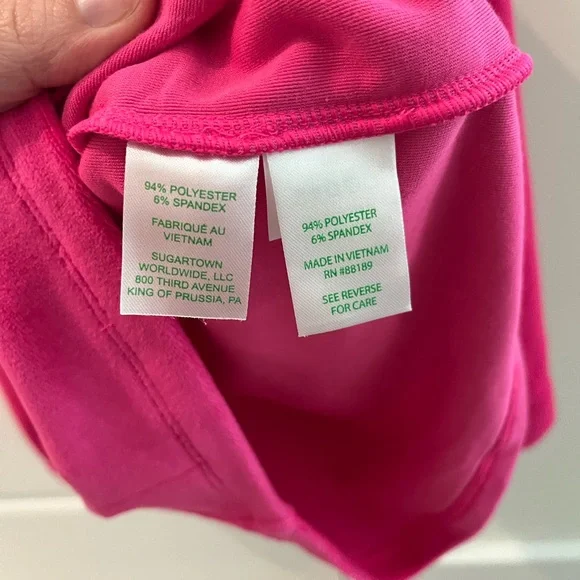 94% POLYESTER
6% SPANDEX
FABRIQUÉ AU
VIETNAM
SUGARTOWN
WORLDWIDE, LLC
800 THIRD AVENUE
KING OF PRUSSIA, PA
94% POLYESTER
6% SPANDEX
MADE IN VIETNAM
RN #88189
SEE REVERSE
FOR CARE